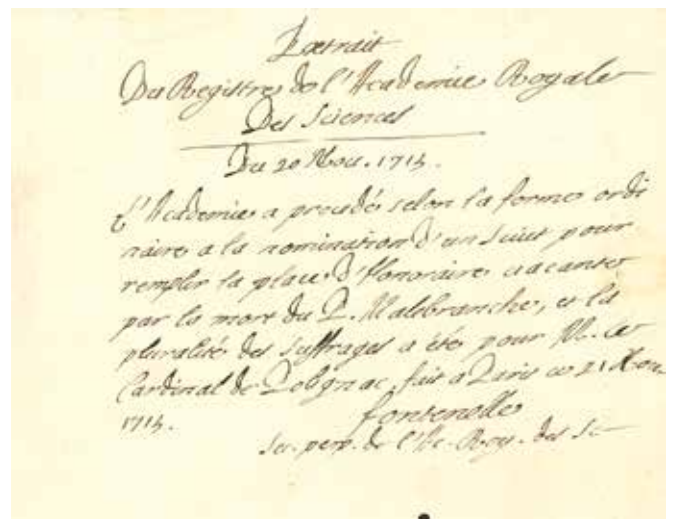 Extrait
Du Registre de l'Academie Royale
Des Sciences
Du 20 Nov. 1715.
L'Academie a procedé selon la forme ordi
naire a la nomination d'un sujet pour
remplir la place d'Honoraire vacante
par la mort du P. Malebranche, et la
pluralité des suffrages a été pour M. le
Cardinal de Polignac, fait a Paris ce 21 Nov.
1715.
fontenelle
Sec. perp. de l'Ac. Roy. des Sc